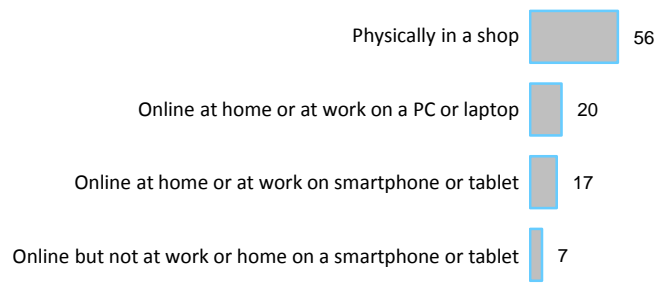 Physically in a shop 56
Online at home or at work on a PC or laptop 20
Online at home or at work on smartphone or tablet 17
Online but not at work or home on a smartphone or tablet 7